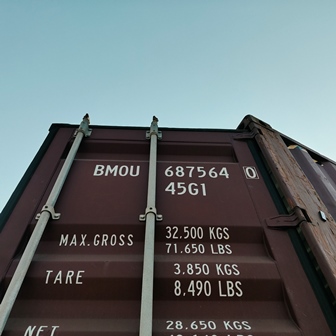 BMOU 687564 0
45G1
MAX.GROSS 32.500 KGS
71.650 LBS
TARE 3.850 KGS
8,490 LBS
NET 28.650 KGS